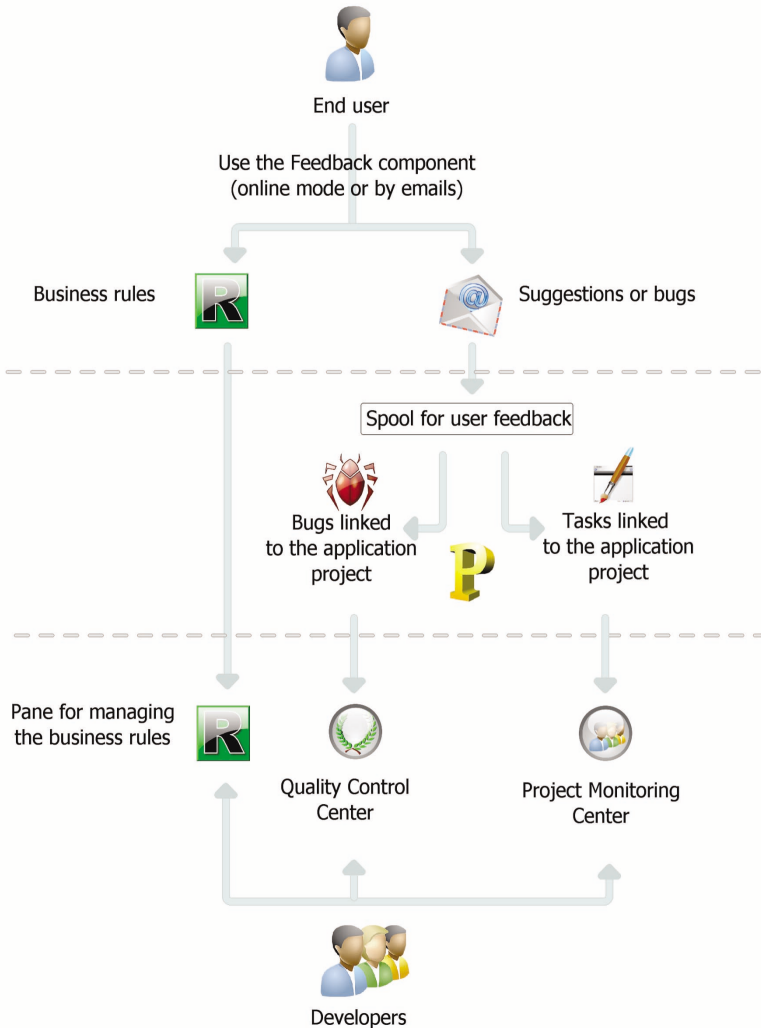 End user
Use the Feedback component
(online mode or by emails)
Business rules
R
@
Suggestions or bugs
Spool for user feedback
Bugs linked
to the application
project
P
Tasks linked
to the application
project
Pane for managing
the business rules
R
Quality Control
Center
Project Monitoring
Center
Developers